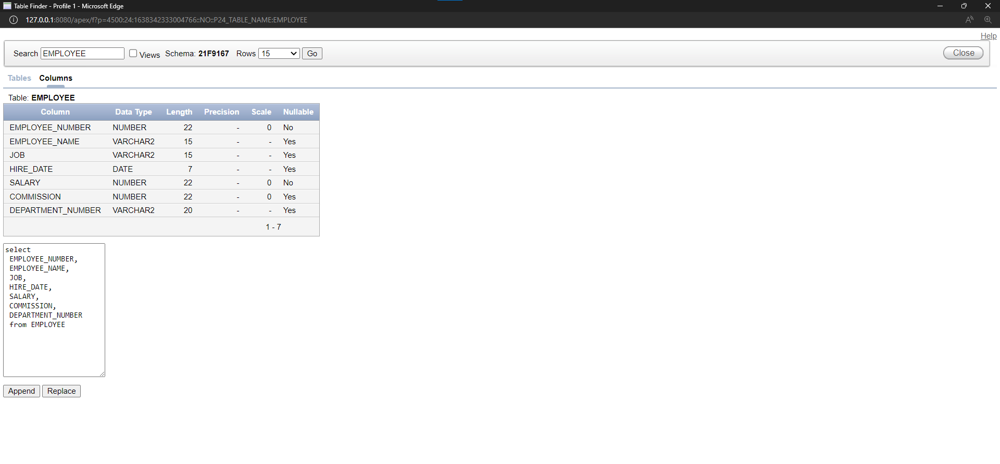 Table Finder - Profile 1 - Microsoft Edge
127.0.0.1:8080/apex/f?p=4500:24:1638342333004766::NO::P24_TABLE_NAME:EMPLOYEE
Help
Search EMPLOYEE Views Schema: 21F9167 Rows 15 Go Close
Tables Columns
Table: EMPLOYEE
Column Data Type Length Precision Scale Nullable
EMPLOYEE_NUMBER NUMBER 22 - 0 No
EMPLOYEE_NAME VARCHAR2 15 - - Yes
JOB VARCHAR2 15 - - Yes
HIRE_DATE DATE 7 - - Yes
SALARY NUMBER 22 - 0 No
COMMISSION NUMBER 22 - 0 Yes
DEPARTMENT_NUMBER VARCHAR2 20 - - Yes
1 - 7
select
EMPLOYEE_NUMBER,
EMPLOYEE_NAME,
JOB,
HIRE_DATE,
SALARY,
COMMISSION,
DEPARTMENT_NUMBER
from EMPLOYEE
Append Replace